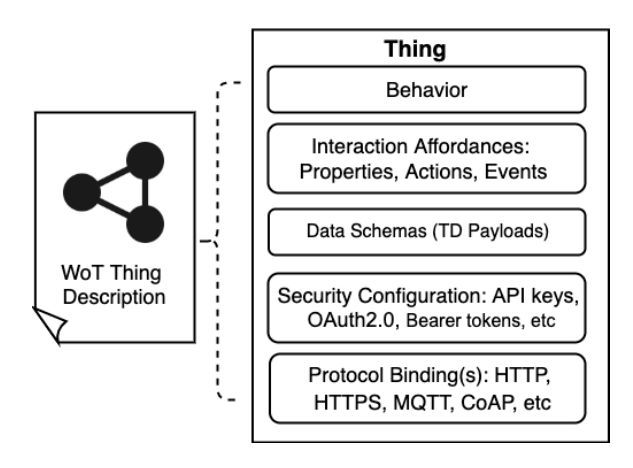 Thing
Behavior
Interaction Affordances:
Properties, Actions, Events
Data Schemas (TD Payloads)
Security Configuration: API keys,
OAuth2.0, Bearer tokens, etc
Protocol Binding(s): HTTP,
HTTPS, MQTT, CoAP, etc
WoT Thing
Description